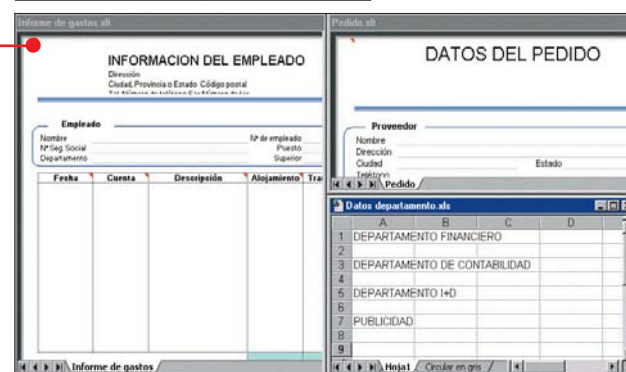 Informe de gastos.xlt
INFORMACION DEL EMPLEADO
Dirección
Ciudad, Provincia o Estado Código postal
Empleado
Nombre
Nº Seg. Social
Departamento
Nº de empleado
Puesto
Superior
Fecha Cuenta Descripción Alojamiento
Informe de gastos
Pedido.xlt
DATOS DEL PEDIDO
Proveedor
Nombre
Dirección
Ciudad Estado
Teléfono
Pedido
Datos departamento.xls
A B C D
1 DEPARTAMENTO FINANCIERO
2
3 DEPARTAMENTO DE CONTABILIDAD
4
5 DEPARTAMENTO I+D
6
7 PUBLICIDAD
8
9
Hoja1 Circular en gris